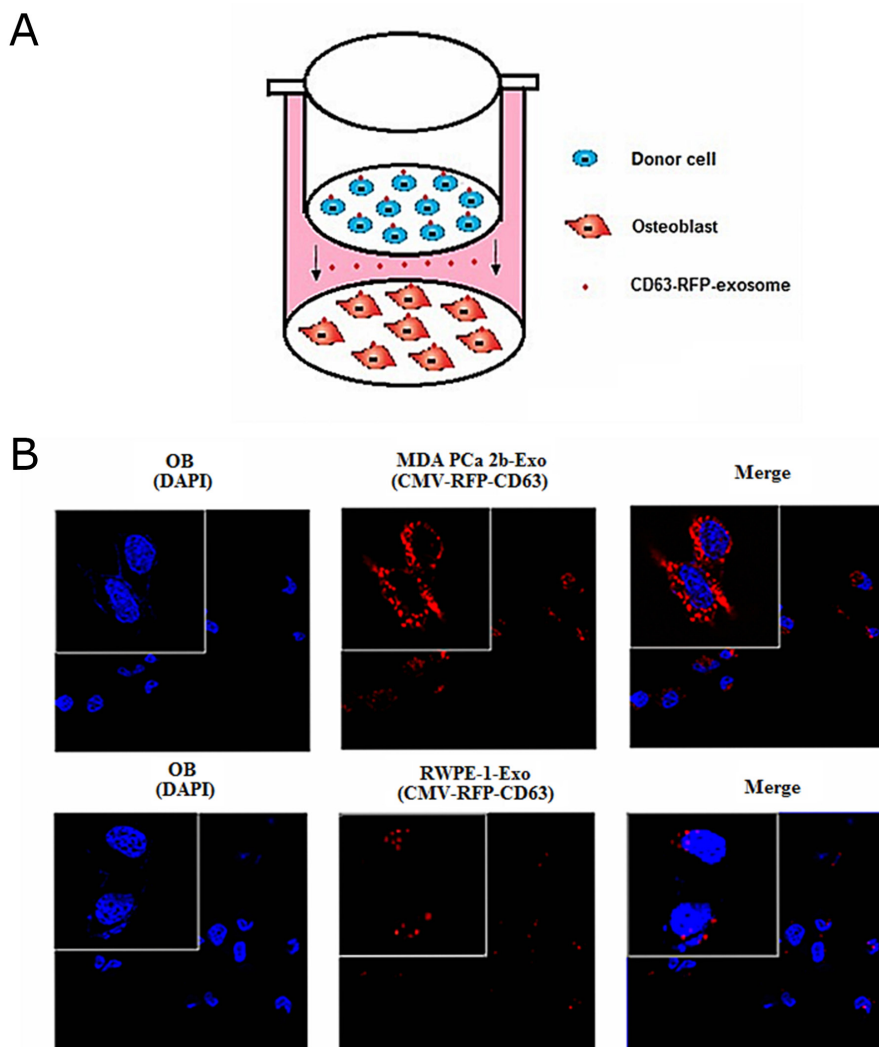 A
Donor cell
Osteoblast
CD63-RFP-exosome
B
OB
(DAPI)
MDA PCa 2b-Exo
(CMV-RFP-CD63)
Merge
OB
(DAPI)
RWPE-1-Exo
(CMV-RFP-CD63)
Merge